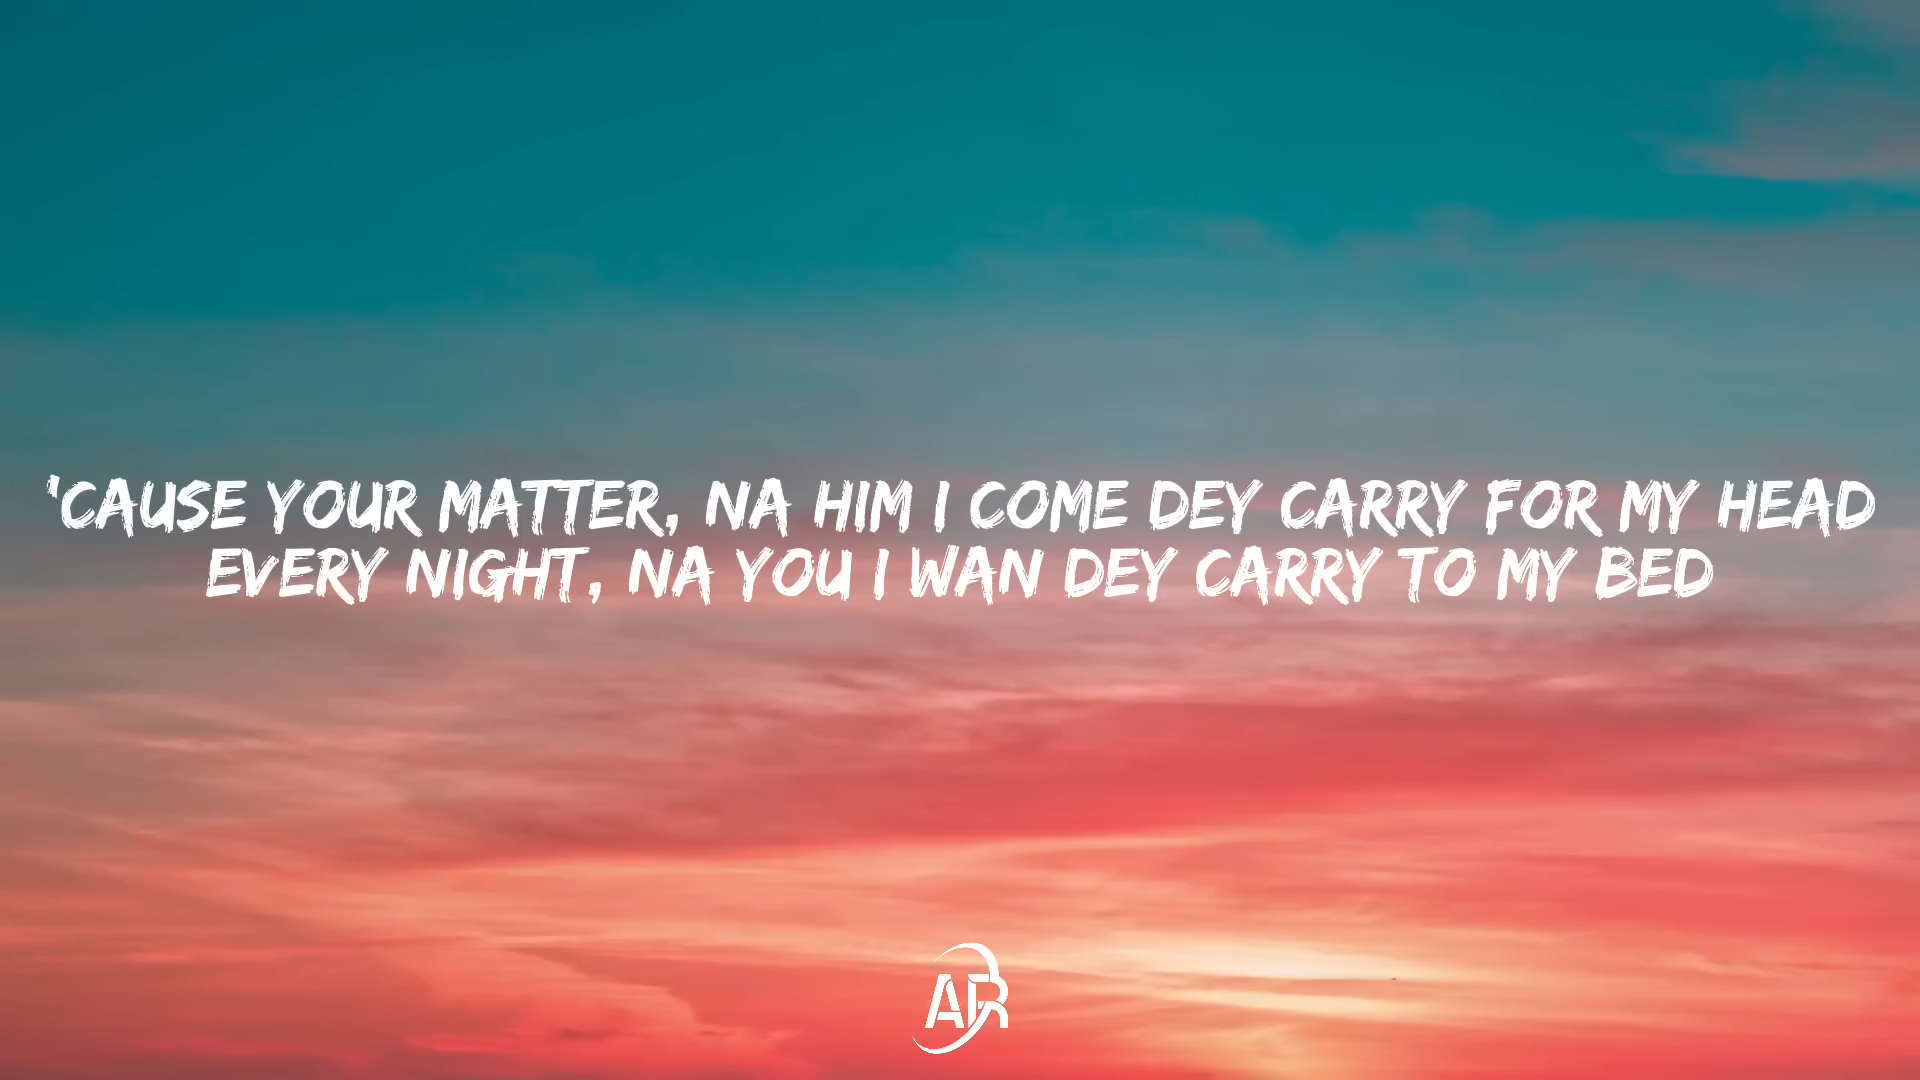 'CAUSE YOUR MATTER, NA HIM I COME DEY CARRY FOR MY HEAD
EVERY NIGHT, NA YOU I WAN DEY CARRY TO MY BED
AR